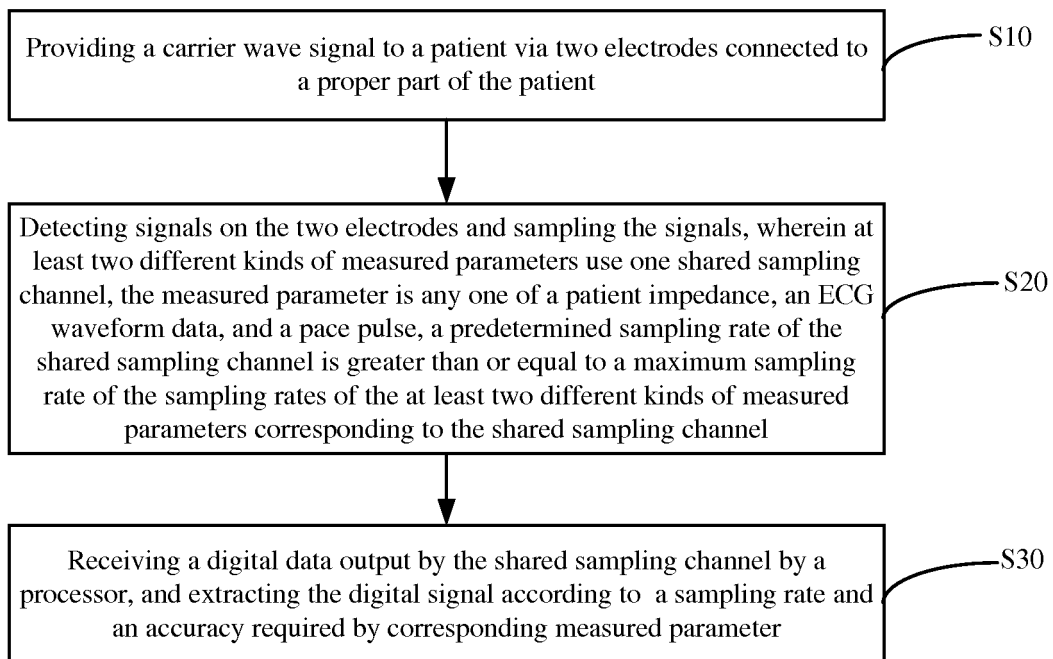 Providing a carrier wave signal to a patient via two electrodes connected to
a proper part of the patient
S10
Detecting signals on the two electrodes and sampling the signals, wherein at
least two different kinds of measured parameters use one shared sampling
channel, the measured parameter is any one of a patient impedance, an ECG
waveform data, and a pace pulse, a predetermined sampling rate of the
shared sampling channel is greater than or equal to a maximum sampling
rate of the sampling rates of the at least two different kinds of measured
parameters corresponding to the shared sampling channel
S20
Receiving a digital data output by the shared sampling channel by a
processor, and extracting the digital signal according to a sampling rate and
an accuracy required by corresponding measured parameter
S30